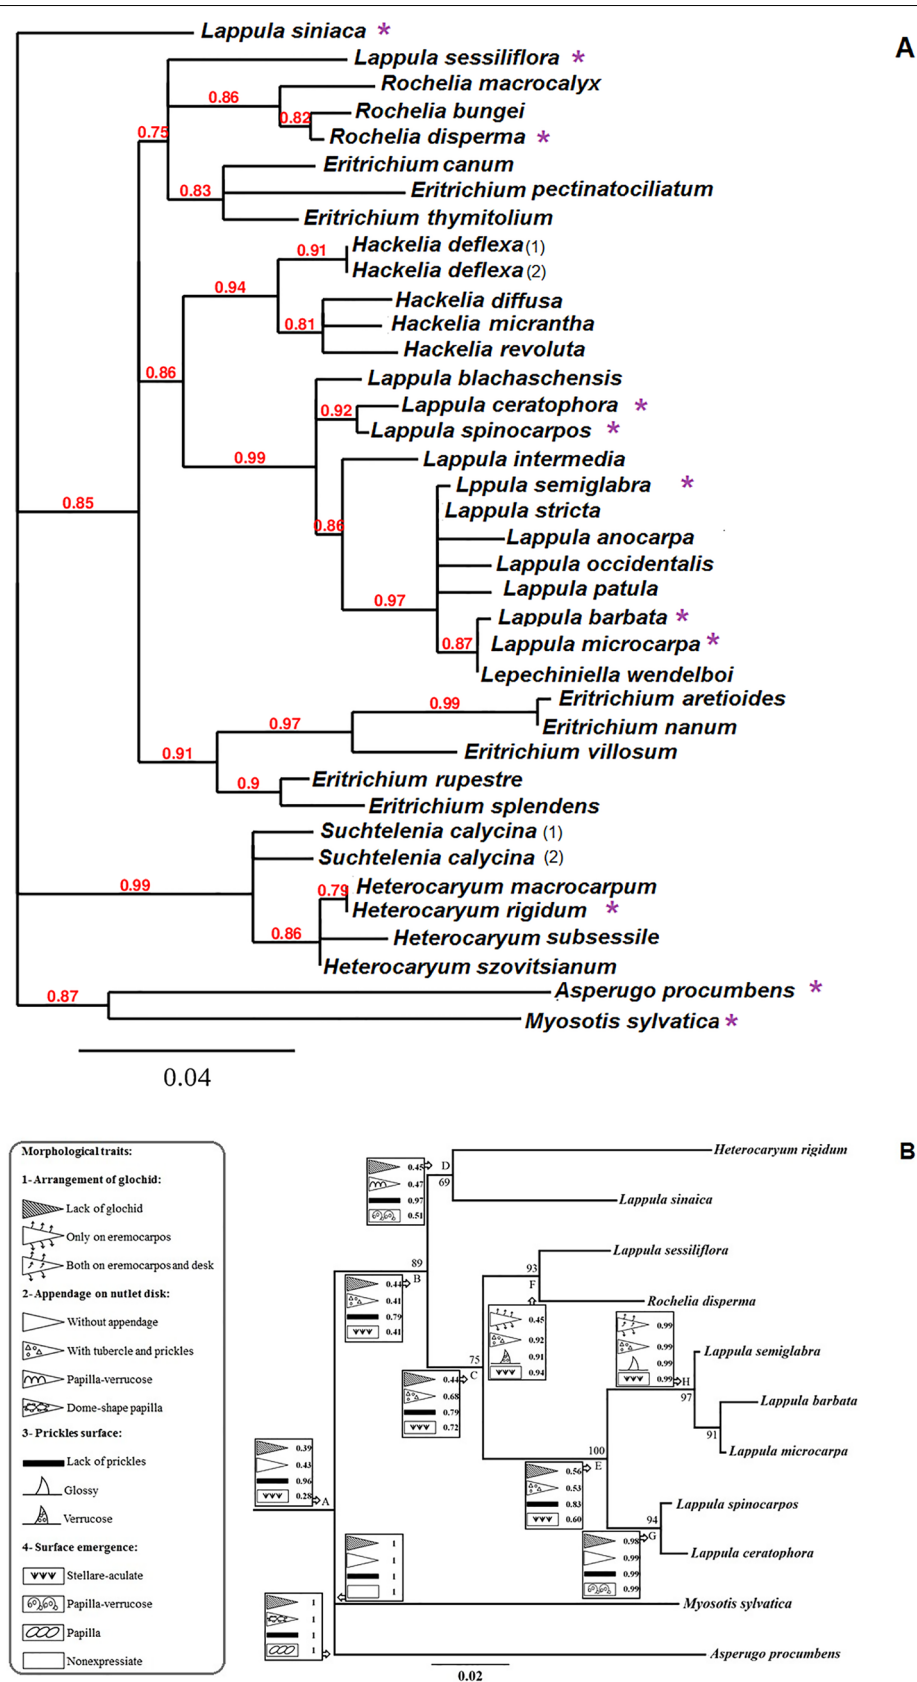 A
Lappula siniaca *
Lappula sessiliflora *
Rochelia macrocalyx
0.86
Rochelia bungei
0.82
Rochelia disperma *
0.75
Eritrichium canum
0.83
Eritrichium pectinatociliatum
Eritrichium thymitolium
Hackelia deflexa (1)
0.91
Hackelia deflexa (2)
0.94
Hackelia diffusa
0.81
Hackelia micrantha
Hackelia revoluta
0.86
Lappula blachaschensis
0.92
Lappula ceratophora *
Lappula spinocarpos *
0.99
Lappula intermedia
Lppula semiglabra *
0.85
Lappula stricta
0.86
Lappula anocarpa
Lappula occidentalis
Lappula patula
0.97
Lappula barbata *
0.87
Lappula microcarpa *
Lepechiniella wendelboi
Eritrichium aretioides
0.99
Eritrichium nanum
0.97
Eritrichium villosum
0.91
Eritrichium rupestre
0.9
Eritrichium splendens
Suchtelenia calycina (1)
Suchtelenia calycina (2)
0.99
Heterocaryum macrocarpum
0.79
Heterocaryum rigidum *
0.86
Heterocaryum subsessile
Heterocaryum szovitsianum
Asperugo procumbens *
0.87
Myosotis sylvatica *
0.04
B
Morphological traits:
1- Arrangement of glochid:
Lack of glochid
Only on eremocarpos
Both on eremocarpos and desk
2- Appendage on nutlet disk:
Without appendage
With tubercle and prickles
Papilla-verrucose
Dome-shape papilla
3- Prickles surface:
Lack of prickles
Glossy
Verrucose
4- Surface emergence:
Stellare-aculate
Papilla-verrucose
Papilla
Nonexpressiate
Heterocaryum rigidum
D
69
0.45
0.47
0.97
0.51
Lappula sinaica
89
B
0.44
0.41
0.79
0.41
Lappula sessiliflora
93
F
Rochelia disperma
0.45
0.92
0.91
0.94
75
C
0.44
0.68
0.79
0.72
0.99
0.99
0.99
0.99
H
97
Lappula semiglabra
Lappula barbata
91
Lappula microcarpa
100
E
0.56
0.53
0.83
0.60
Lappula spinocarpos
94
G
0.98
0.99
0.99
0.99
Lappula ceratophora
0.39
0.43
0.96
0.28
A
1
1
1
1
Myosotis sylvatica
1
1
1
1
Asperugo procumbens
0.02